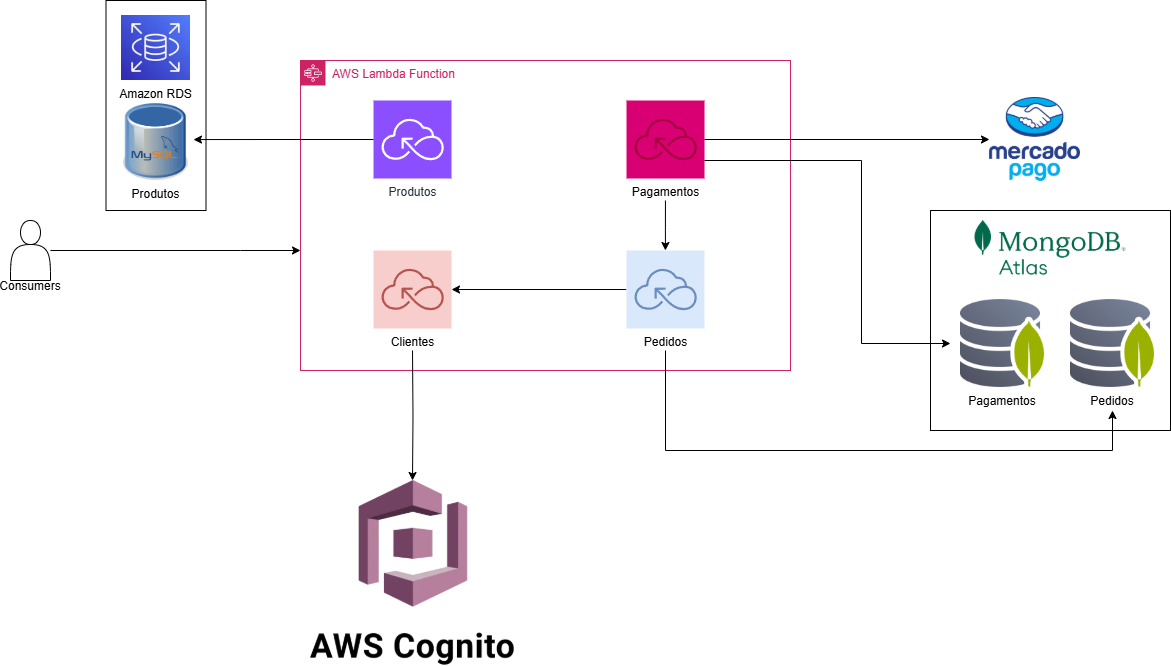 Amazon RDS
MySQL
Produtos
AWS Lambda Function
Produtos
Pagamentos
mercado
pago
Consumers
Clientes
Pedidos
MongoDB®
Atlas
Pagamentos
Pedidos
AWS Cognito